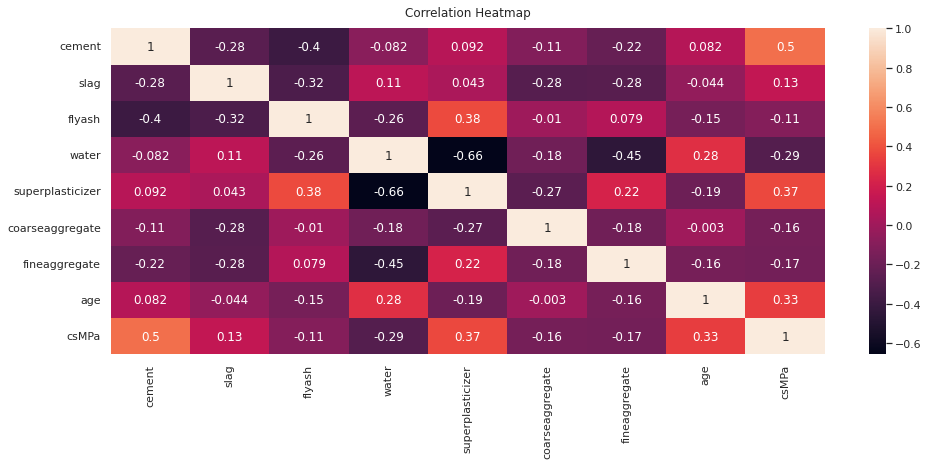 Correlation Heatmap
cement 1 -0.28 -0.4 -0.082 0.092 -0.11 -0.22 0.082 0.5
slag -0.28 1 -0.32 0.11 0.043 -0.28 -0.28 -0.044 0.13
flyash -0.4 -0.32 1 -0.26 0.38 -0.01 0.079 -0.15 -0.11
water -0.082 0.11 -0.26 1 -0.66 -0.18 -0.45 0.28 -0.29
superplasticizer 0.092 0.043 0.38 -0.66 1 -0.27 0.22 -0.19 0.37
coarseaggregate -0.11 -0.28 -0.01 -0.18 -0.27 1 -0.18 -0.003 -0.16
fineaggregate -0.22 -0.28 0.079 -0.45 0.22 -0.18 1 -0.16 -0.17
age 0.082 -0.044 -0.15 0.28 -0.19 -0.003 -0.16 1 0.33
csMPa 0.5 0.13 -0.11 -0.29 0.37 -0.16 -0.17 0.33 1
cement slag flyash water superplasticizer coarseaggregate fineaggregate age csMPa
1.0
0.8
0.6
0.4
0.2
0.0
−0.2
−0.4
−0.6